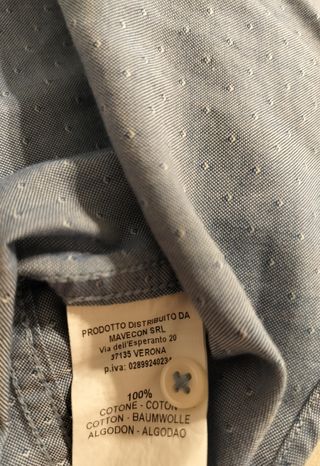 PRODOTTO DISTRIBUITO DA
MAVECON SRL
Via dell'Esperanto 20
37135 VERONA
p.iva: 02899240234
100%
COTONE - COTON
COTTON - BAUMWOLLE
ALGODON - ALGODAO